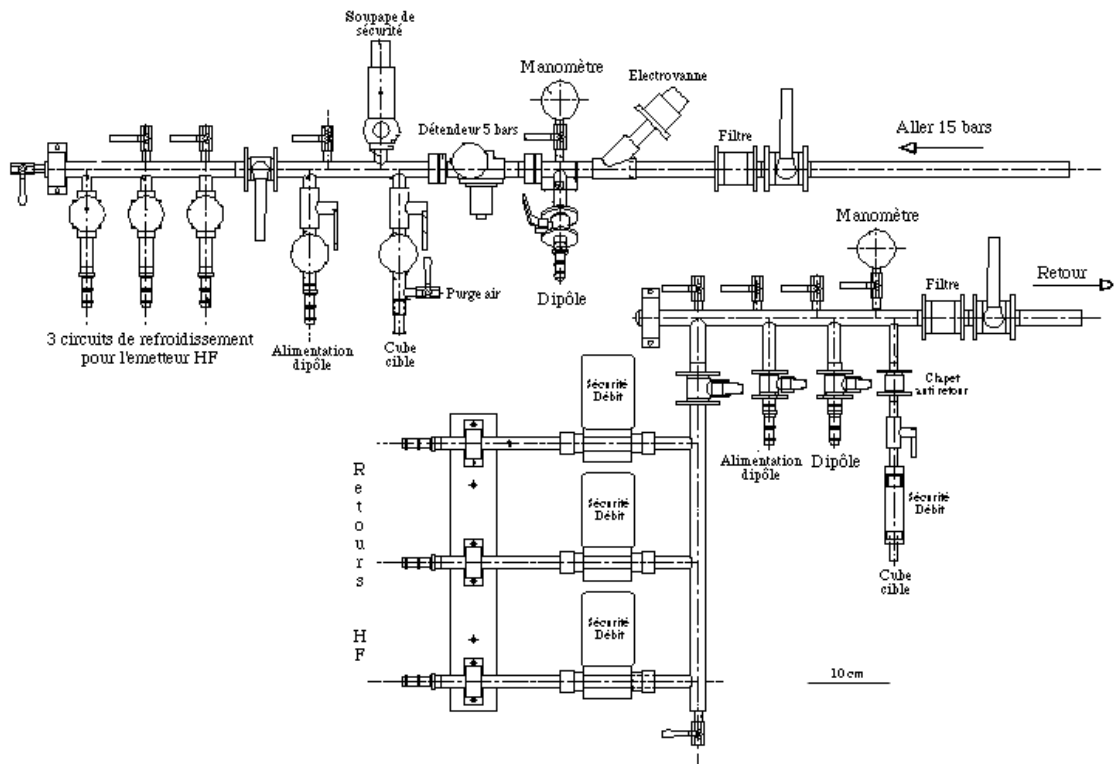 Soupape de
sécurité
Manomètre
Electrovanne
Détendeur 5 bars
Filtre
Aller 15 bars
Manomètre
Filtre
Retour
Purge air
Dipôle
3 circuits de refroidissement
pour l'emetteur HF
Alimentation
dipôle
Cube
cible
Clapet
anti retour
Sécurité
Débit
Alimentation
dipôle
Dipôle
Sécurité
Débit
Cube
cible
Sécurité
Débit
Sécurité
Débit
Retours
HF
10 cm